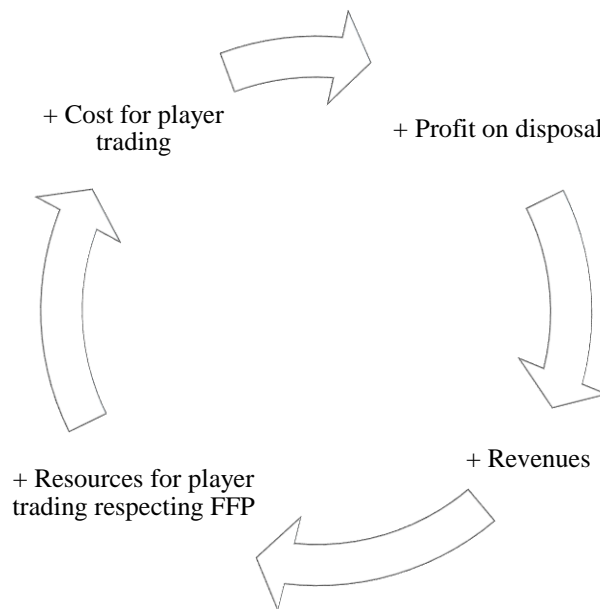 + Cost for player
trading
+ Profit on disposal
+ Revenues
+ Resources for player
trading respecting FFP